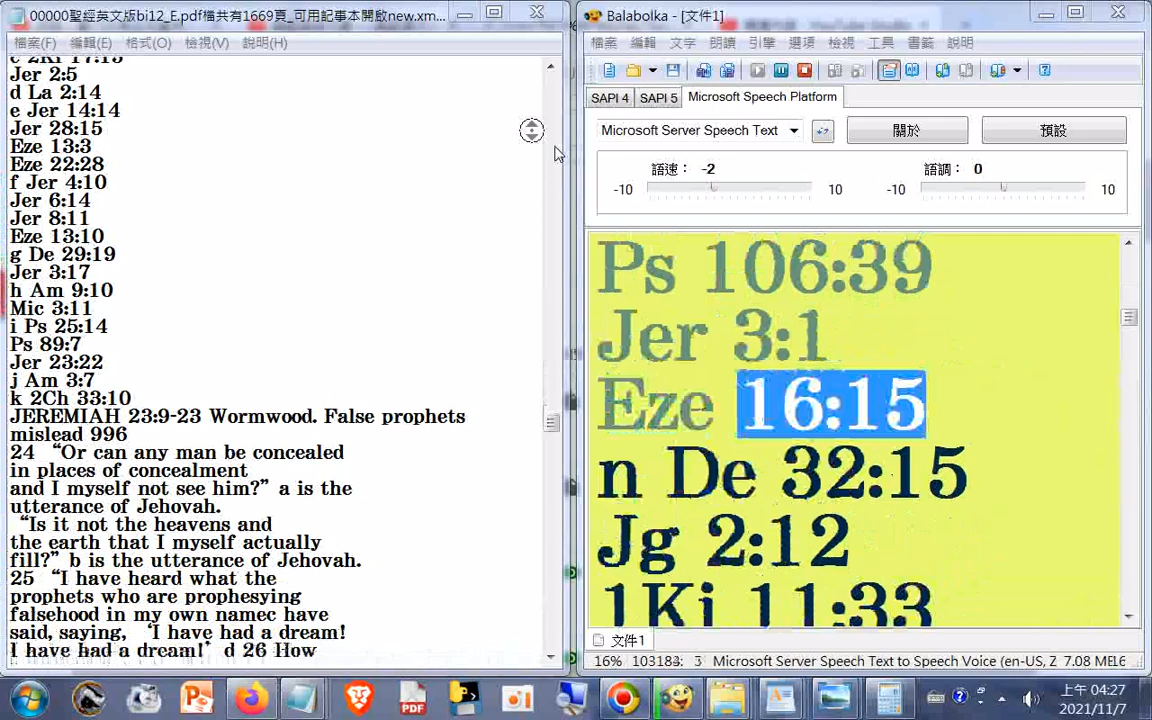 00000聖經英文版bi12_E.pdf檔共有1669頁_可用記事本開啟new.xm...
檔案(F) 編輯(E) 格式(O) 檢視(V) 說明(H)
c 2Ki 17:15
Jer 2:5
d La 2:14
e Jer 14:14
Jer 28:15
Eze 13:3
Eze 22:28
f Jer 4:10
Jer 6:14
Jer 8:11
Eze 13:10
g De 29:19
Jer 3:17
h Am 9:10
Mic 3:11
i Ps 25:14
Ps 89:7
Jer 23:22
j Am 3:7
k 2Ch 33:10
JEREMIAH 23:9-23 Wormwood. False prophets
mislead 996
24 “Or can any man be concealed
in places of concealment
and I myself not see him?” a is the
utterance of Jehovah.
“Is it not the heavens and
the earth that I myself actually
fill?” b is the utterance of Jehovah.
25 “I have heard what the
prophets who are prophesying
falsehood in my own namec have
said, saying, ‘I have had a dream!
I have had a dream!’ d 26 How
Balabolka - [文件1]
檔案 編輯 文字 朗讀 引擎 選項 檢視 工具 書籤 說明
SAPI 4 SAPI 5 Microsoft Speech Platform
Microsoft Server Speech Text 關於 預設
語速： -2 語調： 0
-10 10 -10 10
Ps 106:39
Jer 3:1
Eze 16:15
n De 32:15
Jg 2:12
1Ki 11:33
文件1
16% Microsoft Server Speech Text to Speech Voice (en-US, Z 7.08 МЕL6
PDF
上午 04:27
2021/11/7